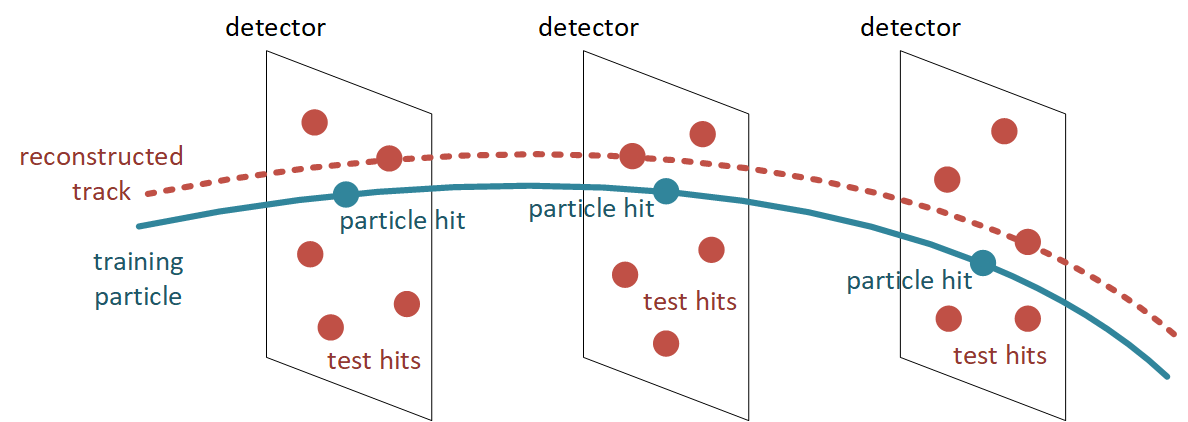 detector
detector
detector
reconstructed
track
particle hit
particle hit
training
particle
particle hit
test hits
test hits
test hits